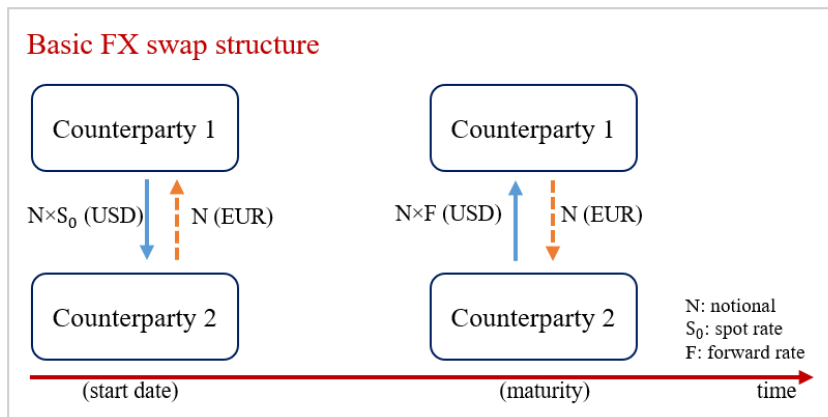 Basic FX swap structure
Counterparty 1
Counterparty 1
N×S₀ (USD)
N (EUR)
N×F (USD)
N (EUR)
Counterparty 2
Counterparty 2
N: notional
S₀: spot rate
F: forward rate
(start date)
(maturity)
time